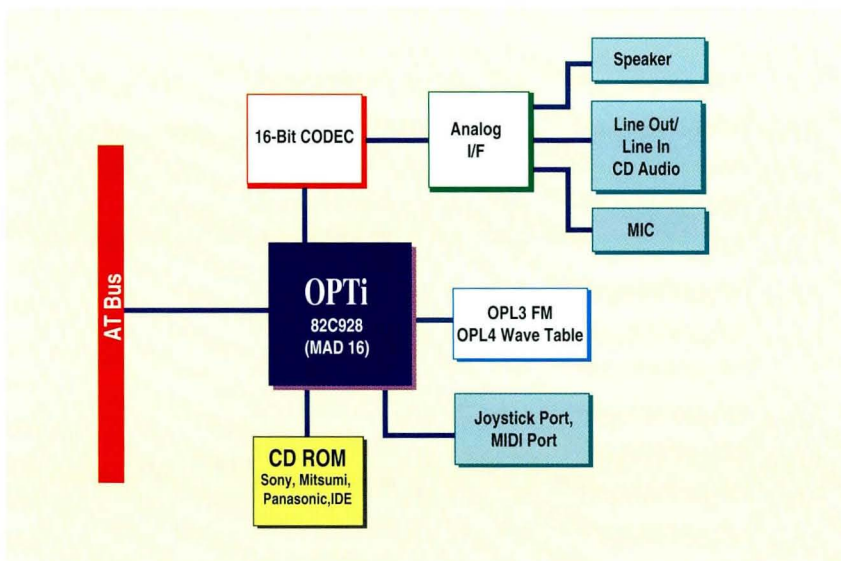 Speaker
16-Bit CODEC
Analog
I/F
Line Out/
Line In
CD Audio
MIC
AT Bus
OPTi
82C928
(MAD 16)
OPL3 FM
OPL4 Wave Table
Joystick Port,
MIDI Port
CD ROM
Sony, Mitsumi,
Panasonic,IDE